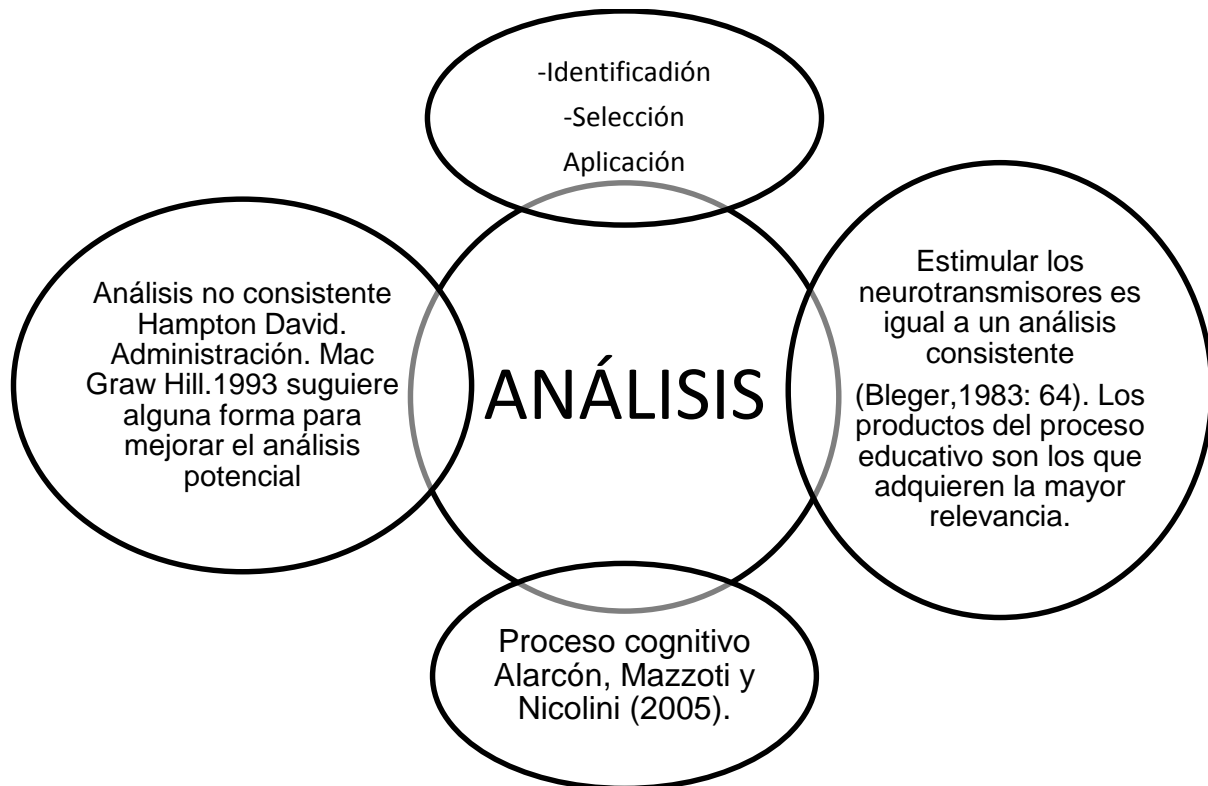 -Identificadión
-Selección
Aplicación
Análisis no consistente
Hampton David.
Administración. Mac
Graw Hill.1993 suguiere
alguna forma para
mejorar el análisis
potencial
ANÁLISIS
Estimular los
neurotransmisores es
igual a un análisis
consistente
(Bleger,1983: 64). Los
productos del proceso
educativo son los que
adquieren la mayor
relevancia.
Proceso cognitivo
Alarcón, Mazzoti y
Nicolini (2005).